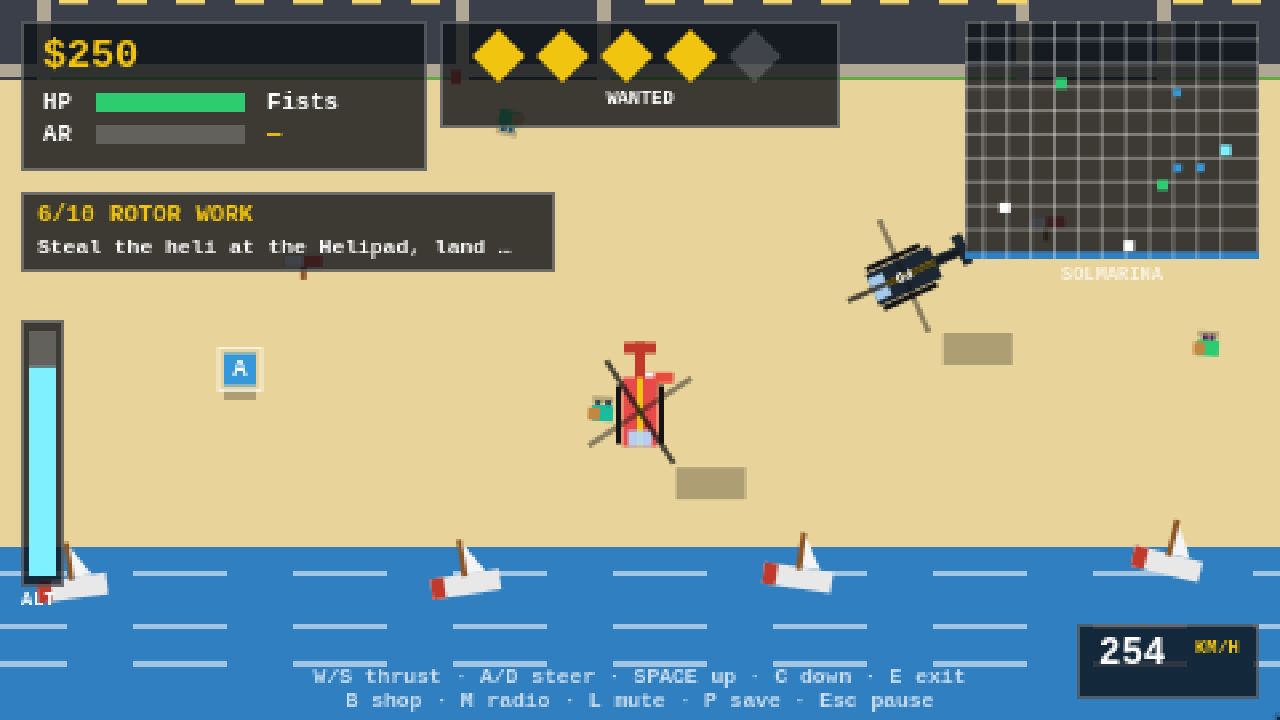 $250
HP
Fists
AR
–
WANTED
6/10 ROTOR WORK
Steal the heli at the Helipad, land …
SOLMARINA
A
ALT
254 KM/H
W/S thrust · A/D steer · SPACE up · C down · E exit
B shop · M radio · L mute · P save · Esc pause